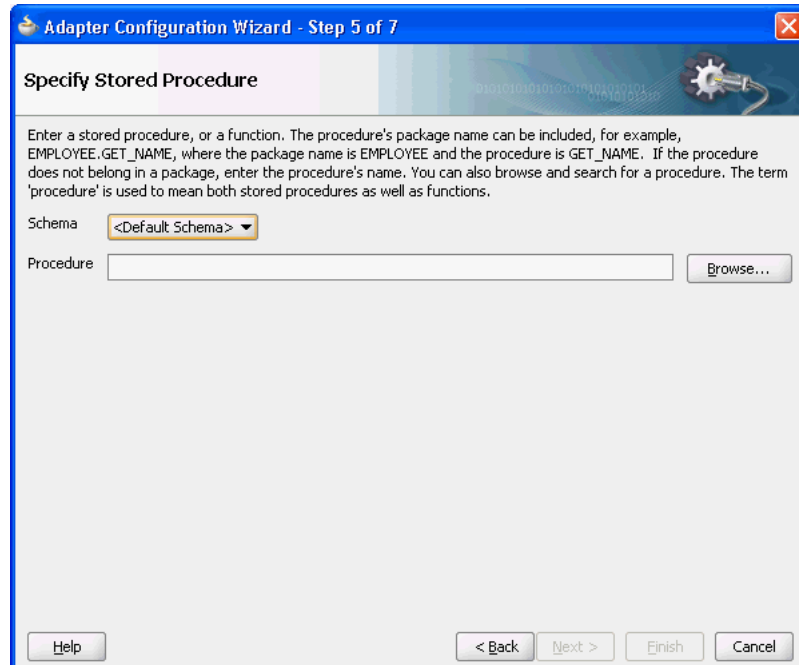 Adapter Configuration Wizard - Step 5 of 7
Specify Stored Procedure
Enter a stored procedure, or a function. The procedure's package name can be included, for example,
EMPLOYEE.GET_NAME, where the package name is EMPLOYEE and the procedure is GET_NAME. If the procedure
does not belong in a package, enter the procedure's name. You can also browse and search for a procedure. The term
'procedure' is used to mean both stored procedures as well as functions.
Schema <Default Schema>
Procedure Browse...
Help < Back Next > Finish Cancel